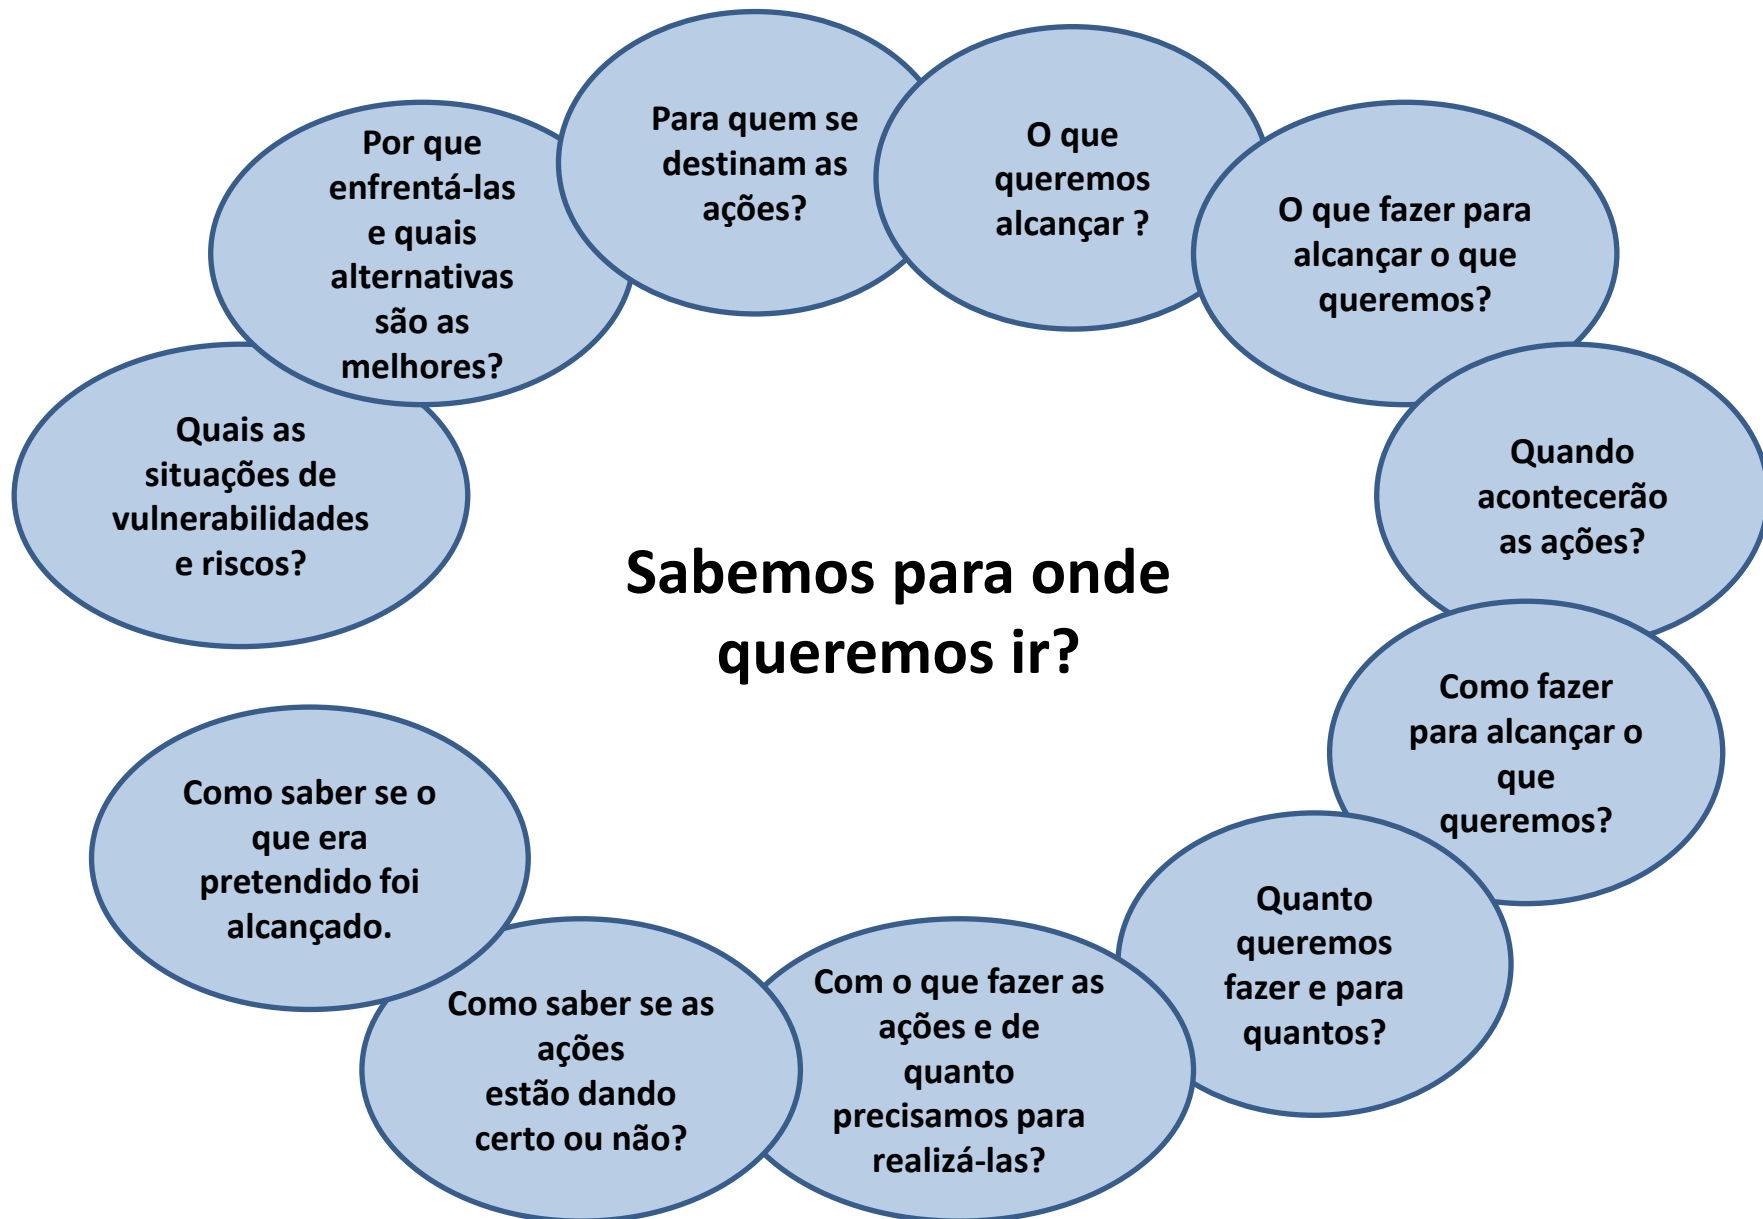 Quais as
situações de
vulnerabilidades
e riscos?
Por que
enfrentá-las
e quais
alternativas
são as
melhores?
Para quem se
destinam as
ações?
O que
queremos
alcançar ?
O que fazer para
alcançar o que
queremos?
Quando
acontecerão
as ações?
Como fazer
para alcançar o
que
queremos?
Quanto
queremos
fazer e para
quantos?
Com o que fazer as
ações e de
quanto
precisamos para
realizá-las?
Como saber se as
ações
estão dando
certo ou não?
Como saber se o
que era
pretendido foi
alcançado.
Sabemos para onde
queremos ir?